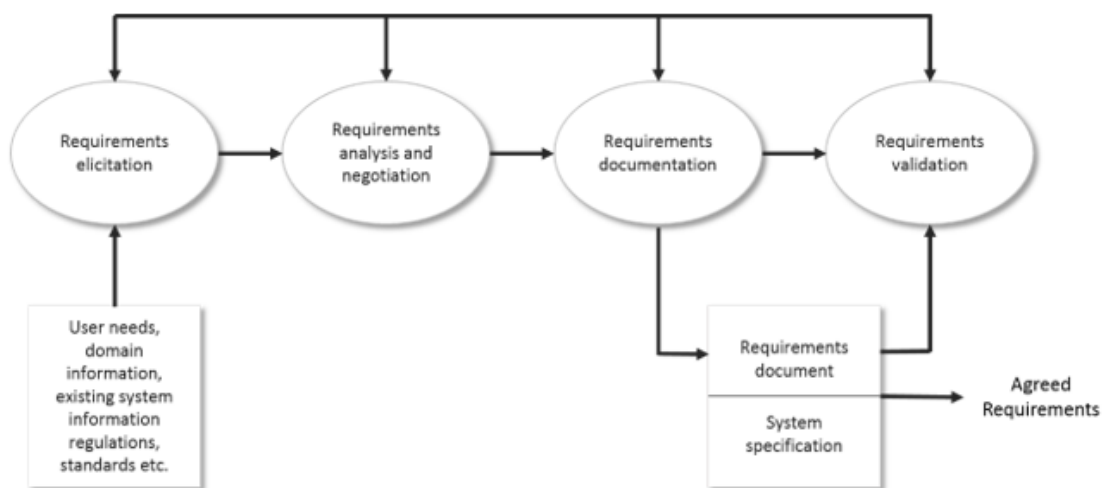 Requirements
elicitation
Requirements
analysis and
negotiation
Requirements
documentation
Requirements
validation
User needs,
domain
information,
existing system
information
regulations,
standards etc.
Requirements
document
System
specification
Agreed
Requirements